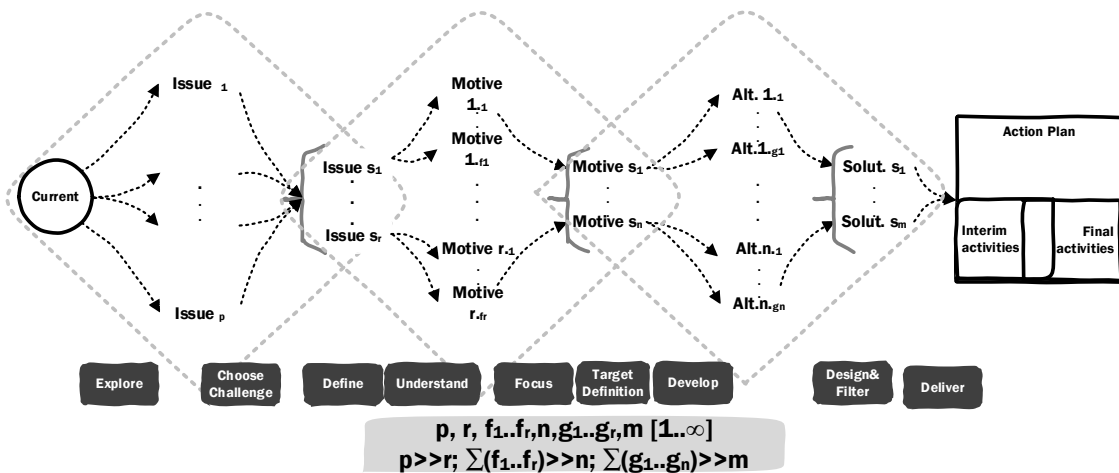 Current
Issue 1
Issue p
Issue s1
Issue sr
Motive
1.1
Motive
1.f1
Motive r.1
Motive
r.fr
Motive s1
Motive sn
Alt. 1.1
Alt.1.g1
Alt.n.1
Alt.n.gn
Solut. s1
Solut. sm
Action Plan
Interim
activities
Final
activities
Explore
Choose
Challenge
Define
Understand
Focus
Target
Definition
Develop
Design&
Filter
Deliver
p, r, f1..fr,n,g1..gr,m [1..∞]
p>>r; ∑(f1..fr)>>n; ∑(g1..gn)>>m